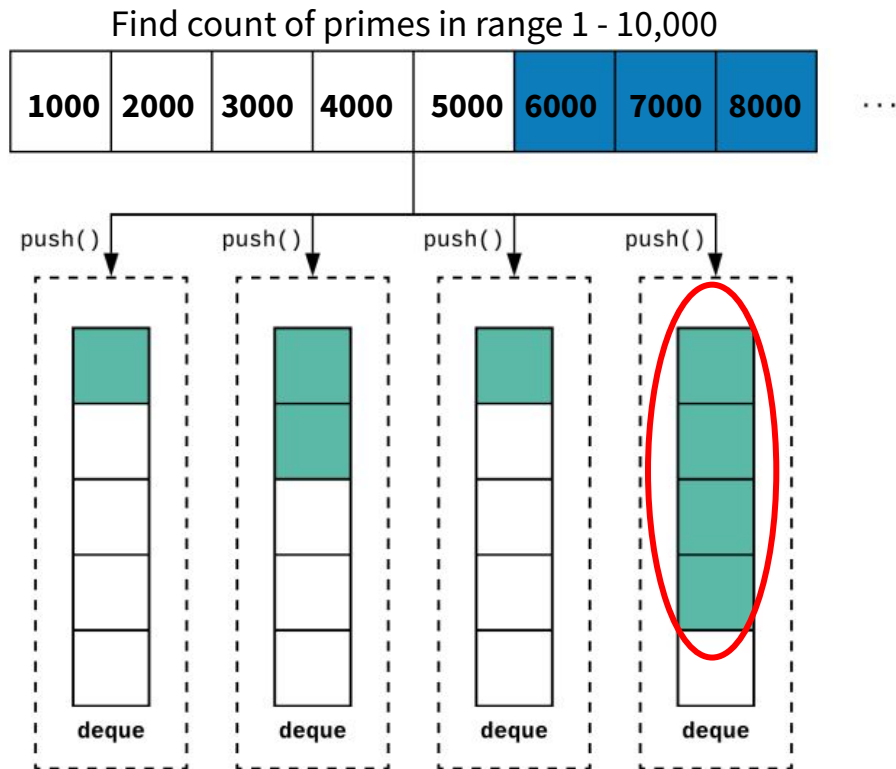 Find count of primes in range 1 - 10,000
1000 2000 3000 4000 5000 6000 7000 8000 ...
push() push() push() push()
deque deque deque deque